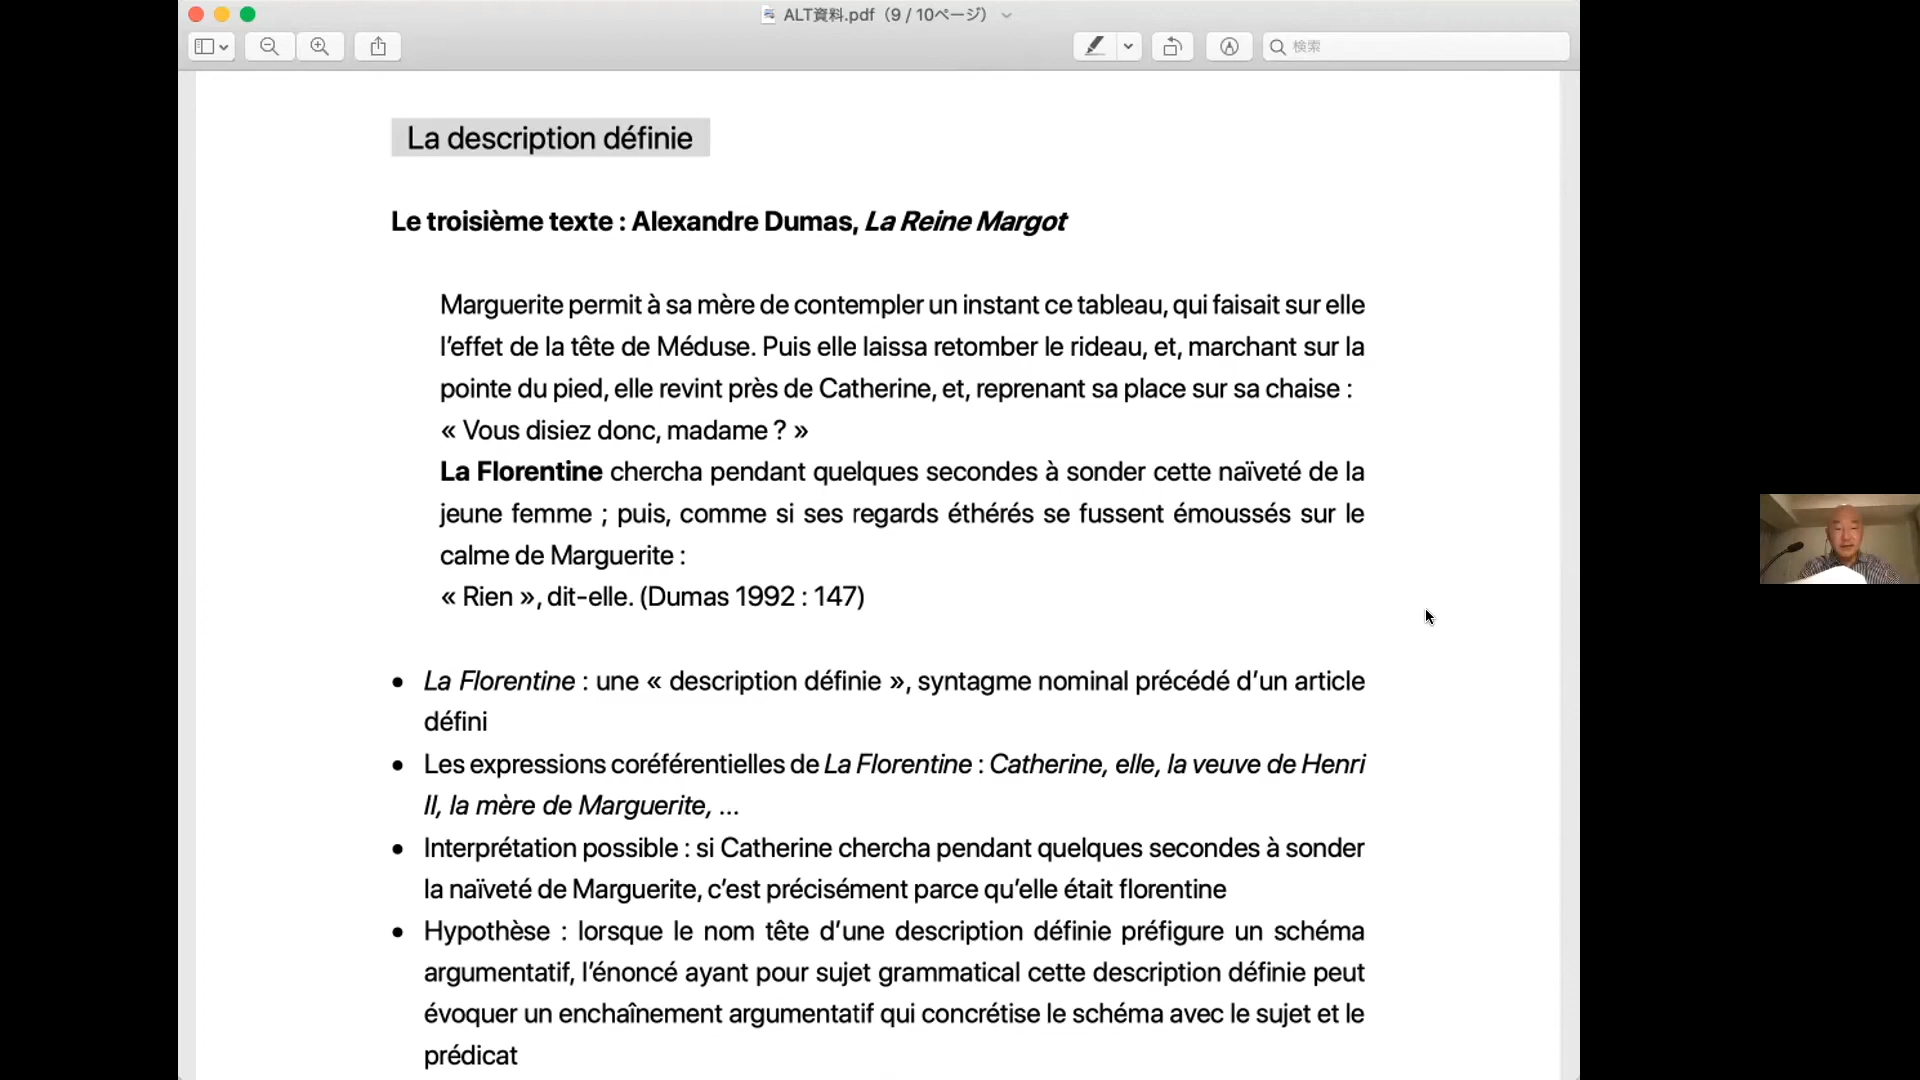 ALT資料.pdf（9 / 10ページ）
検索
La description définie
Le troisième texte : Alexandre Dumas, La Reine Margot
Marguerite permit à sa mère de contempler un instant ce tableau, qui faisait sur elle
l’effet de la tête de Méduse. Puis elle laissa retomber le rideau, et, marchant sur la
pointe du pied, elle revint près de Catherine, et, reprenant sa place sur sa chaise :
« Vous disiez donc, madame ? »
La Florentine chercha pendant quelques secondes à sonder cette naïveté de la
jeune femme ; puis, comme si ses regards éthérés se fussent émoussés sur le
calme de Marguerite :
« Rien », dit-elle. (Dumas 1992 : 147)
• La Florentine : une « description définie », syntagme nominal précédé d’un article
défini
• Les expressions coréférentielles de La Florentine : Catherine, elle, la veuve de Henri
II, la mère de Marguerite, ...
• Interprétation possible : si Catherine chercha pendant quelques secondes à sonder
la naïveté de Marguerite, c’est précisément parce qu’elle était florentine
• Hypothèse : lorsque le nom tête d’une description définie préfigure un schéma
argumentatif, l’énoncé ayant pour sujet grammatical cette description définie peut
évoquer un enchaînement argumentatif qui concrétise le schéma avec le sujet et le
prédicat